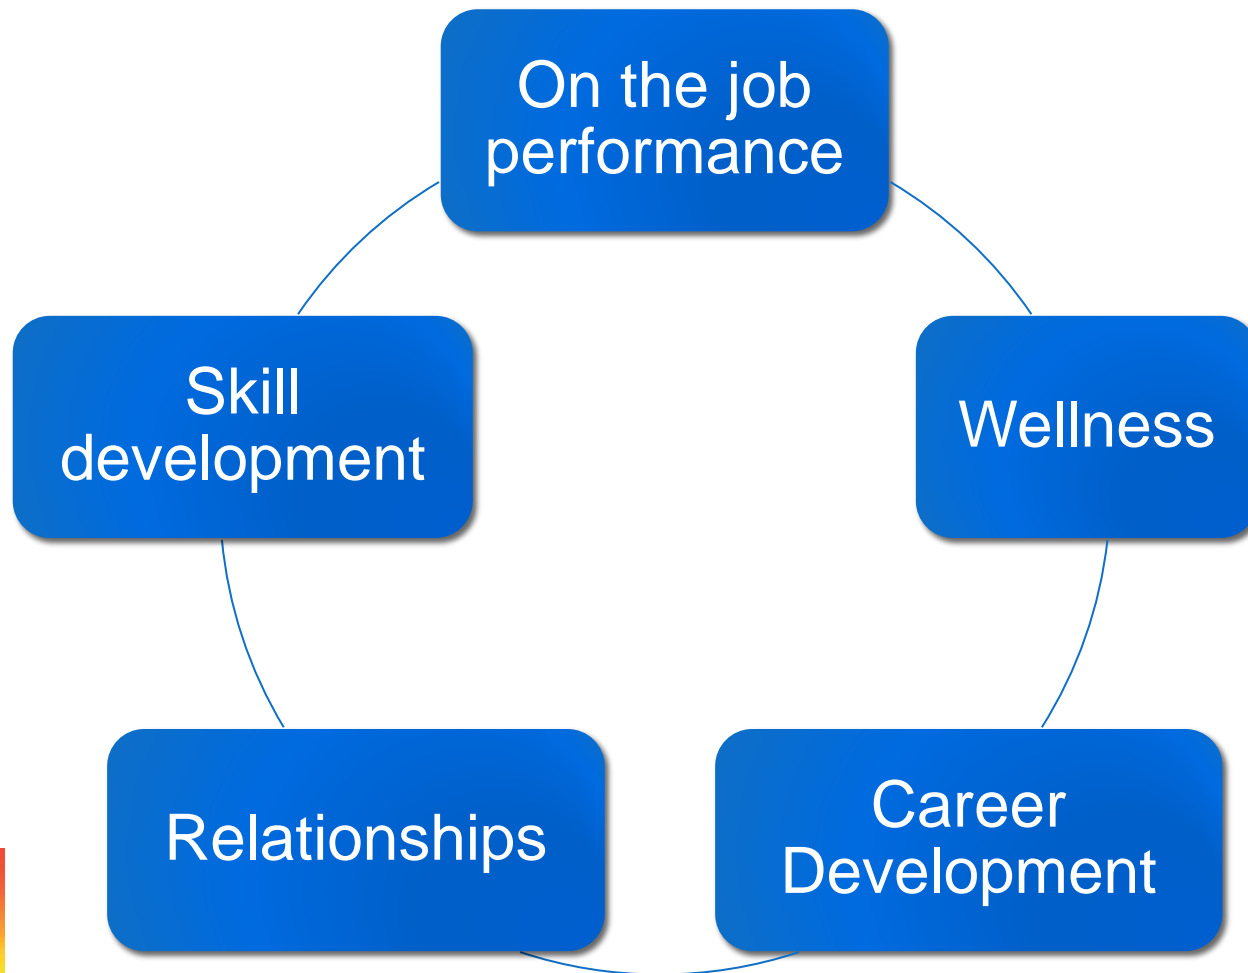 On the job
performance
Skill
development
Wellness
Relationships
Career
Development